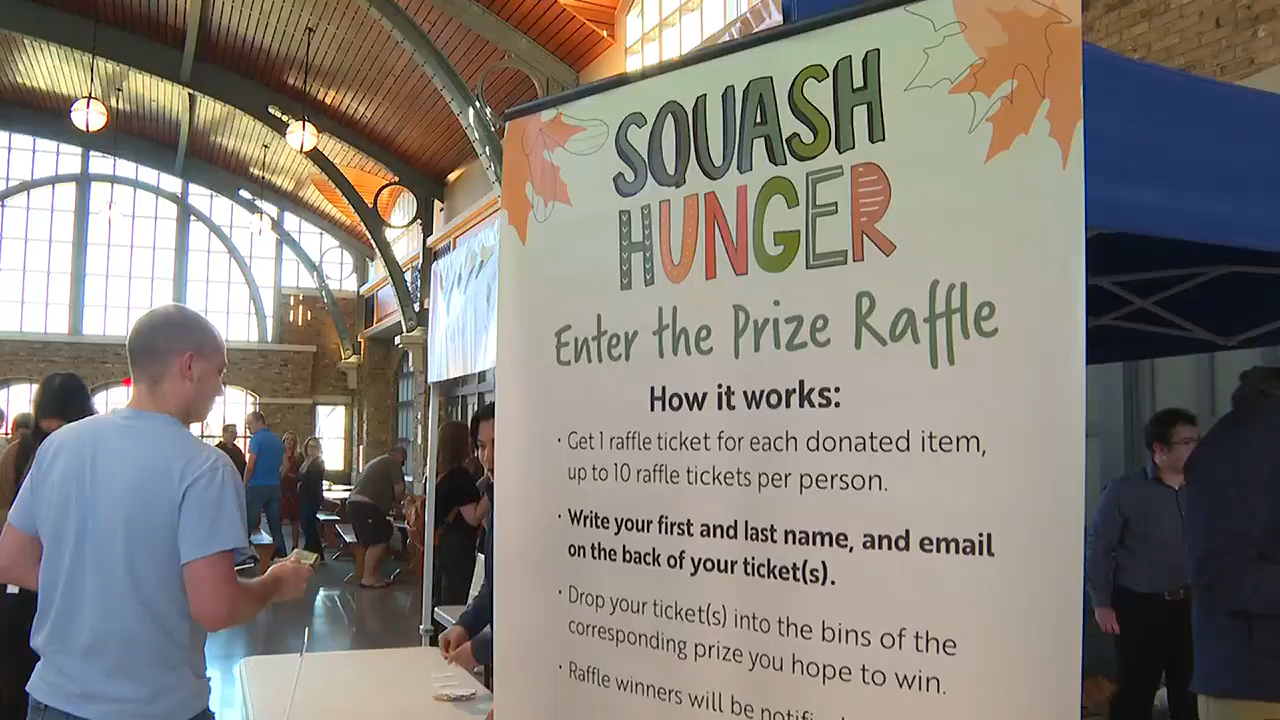 SQUASH
HUNGER
Enter the Prize Raffle
How it works:
· Get 1 raffle ticket for each donated item,
up to 10 raffle tickets per person.
· Write your first and last name, and email
on the back of your ticket(s).
· Drop your ticket(s) into the bins of the
corresponding prize you hope to win.
· Raffle winners will be